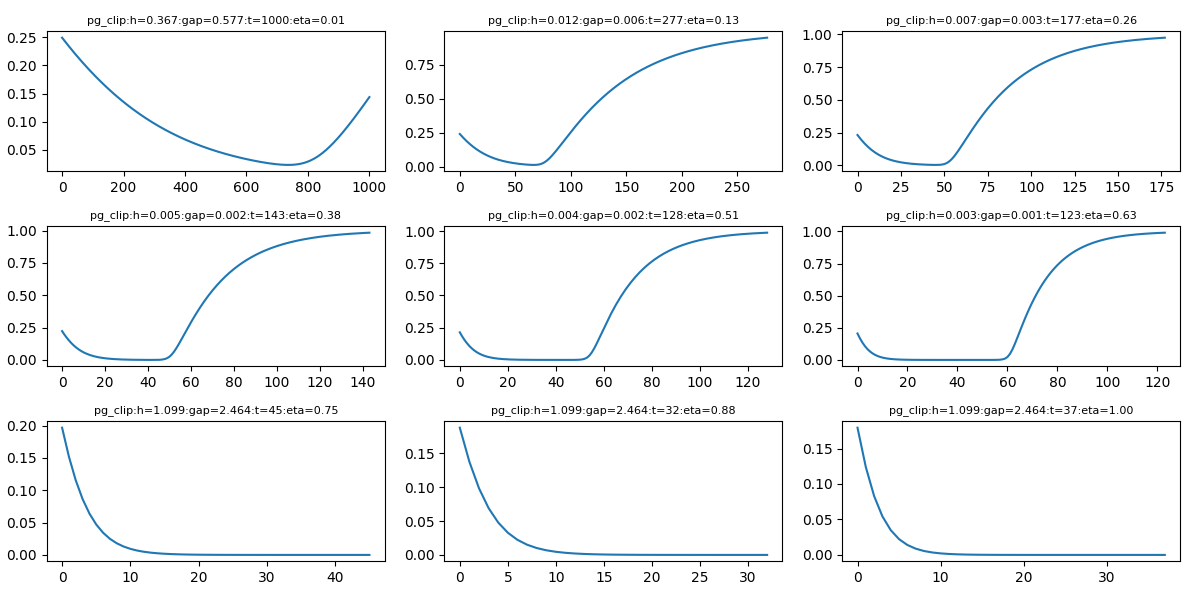 pg_clip:h=0.367:gap=0.577:t=1000:eta=0.01
0.25
0.20
0.15
0.10
0.05
0 200 400 600 800 1000
pg_clip:h=0.012:gap=0.006:t=277:eta=0.13
0.75
0.50
0.25
0.00
0 50 100 150 200 250
pg_clip:h=0.007:gap=0.003:t=177:eta=0.26
1.00
0.75
0.50
0.25
0.00
0 25 50 75 100 125 150 175
pg_clip:h=0.005:gap=0.002:t=143:eta=0.38
1.00
0.75
0.50
0.25
0.00
0 20 40 60 80 100 120 140
pg_clip:h=0.004:gap=0.002:t=128:eta=0.51
1.00
0.75
0.50
0.25
0.00
0 20 40 60 80 100 120
pg_clip:h=0.003:gap=0.001:t=123:eta=0.63
1.00
0.75
0.50
0.25
0.00
0 20 40 60 80 100 120
pg_clip:h=1.099:gap=2.464:t=45:eta=0.75
0.20
0.15
0.10
0.05
0.00
0 10 20 30 40
pg_clip:h=1.099:gap=2.464:t=32:eta=0.88
0.15
0.10
0.05
0.00
0 5 10 15 20 25 30
pg_clip:h=1.099:gap=2.464:t=37:eta=1.00
0.15
0.10
0.05
0.00
0 10 20 30